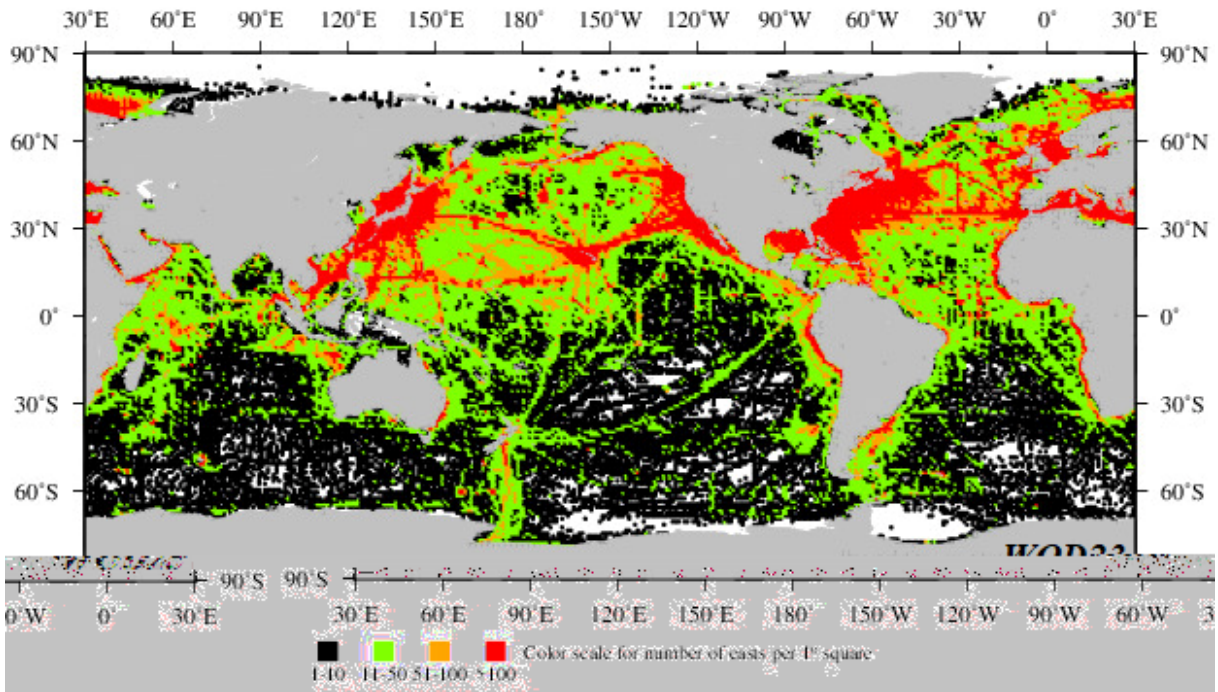 30˚E 60˚E 90˚E 120˚E 150˚E 180˚ 150˚W 120˚W 90˚W 60˚W 30˚W 0˚ 30˚E
90˚N 90˚N
60˚N 60˚N
30˚N 30˚N
0˚ 0˚
30˚S 30˚S
60˚S 60˚S
90˚S 90˚S
0˚W 0˚ 30˚E 30˚E 60˚E 90˚E 120˚E 150˚E 180˚ 150˚W 120˚W 90˚W 60˚W 3
Color scale for number of casts per 1° square
1-10 11-50 51-100 >100